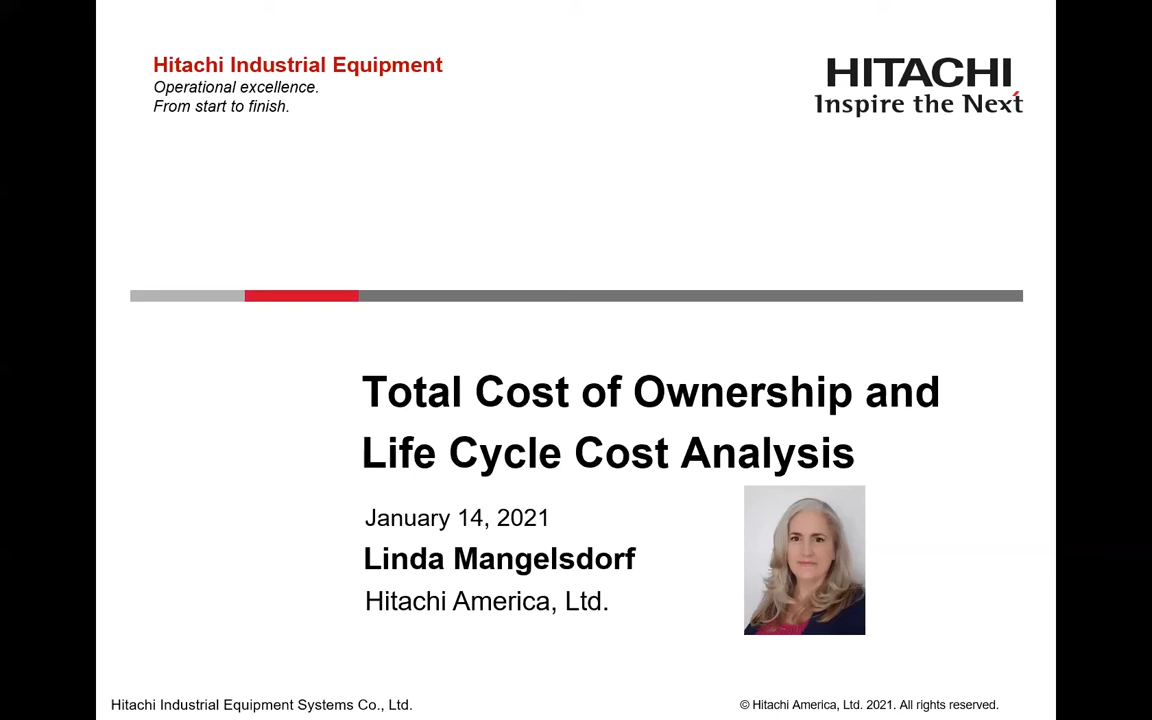 Hitachi Industrial Equipment
Operational excellence.
From start to finish.
HITACHI
Inspire the Next
Total Cost of Ownership and
Life Cycle Cost Analysis
January 14, 2021
Linda Mangelsdorf
Hitachi America, Ltd.
Hitachi Industrial Equipment Systems Co., Ltd.
© Hitachi America, Ltd. 2021. All rights reserved.